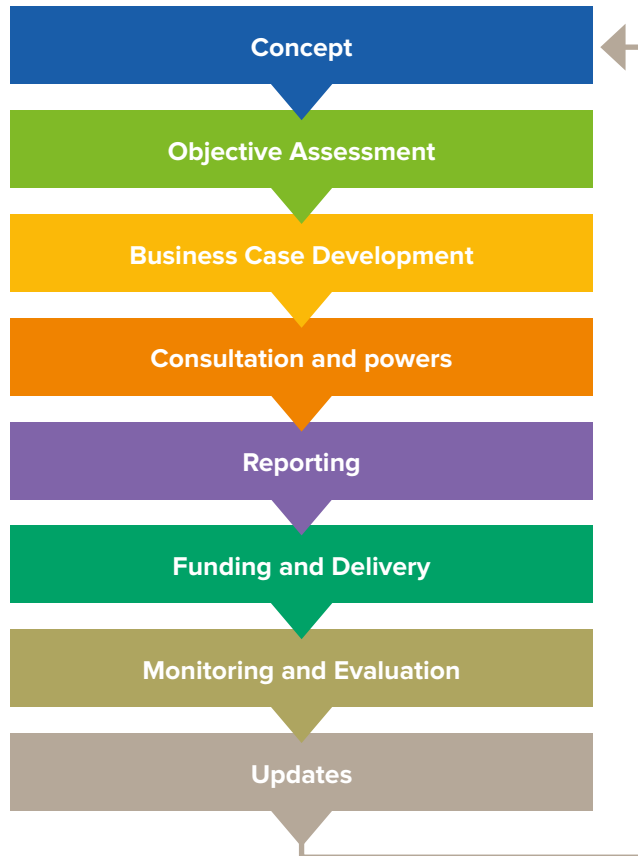 Concept
Objective Assessment
Business Case Development
Consultation and powers
Reporting
Funding and Delivery
Monitoring and Evaluation
Updates